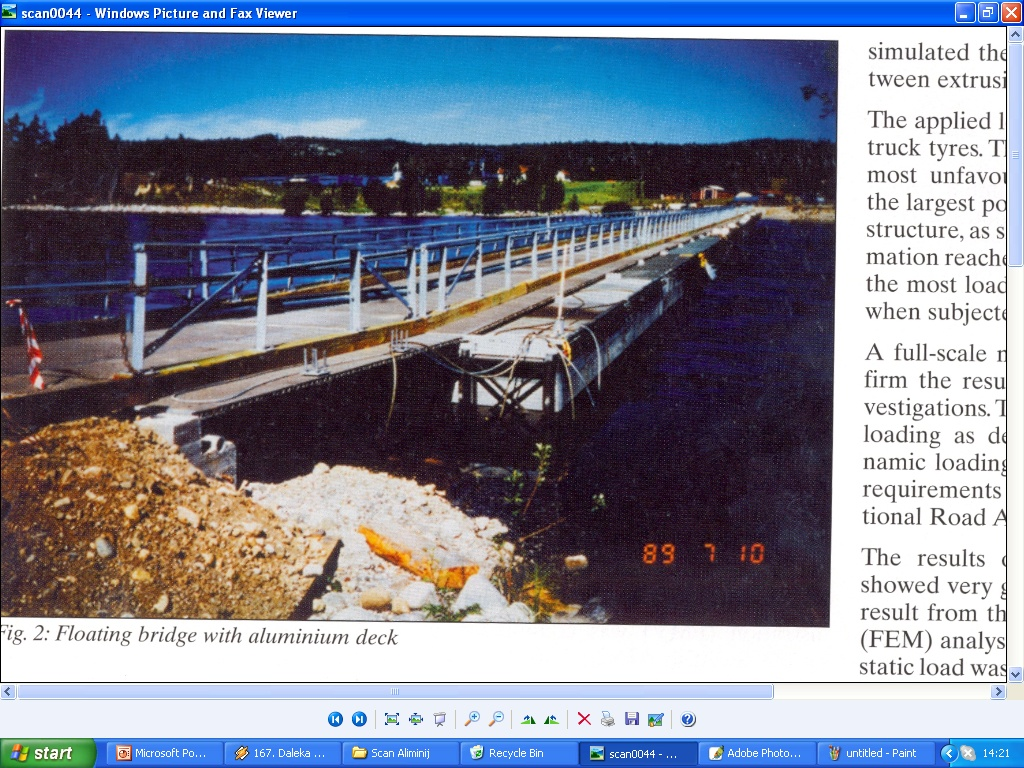 scan0044 - Windows Picture and Fax Viewer
simulated the
tween extrusi
The applied l
truck tyres. T
most unfavou
the largest po
structure, as s
mation reache
the most load
when subjecte
A full-scale
firm the resu
vestigations. T
loading as de
namic loading
requirements
tional Road A
The results
showed very g
result from th
(FEM) analys
static load was
89 7 10
Fig. 2: Floating bridge with aluminium deck
start
Microsoft Po...
167. Daleka ...
Scan Aliminij
Recycle Bin
scan0044 - ...
Adobe Photo...
untitled - Paint
14:21